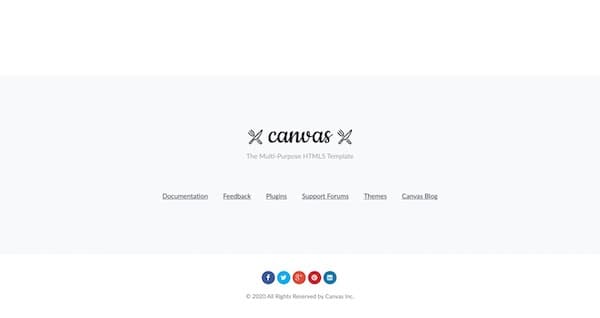 canvas
The Multi-Purpose HTML5 Template
Documentation Feedback Plugins Support Forums Themes Canvas Blog
© 2020 All Rights Reserved by Canvas Inc.